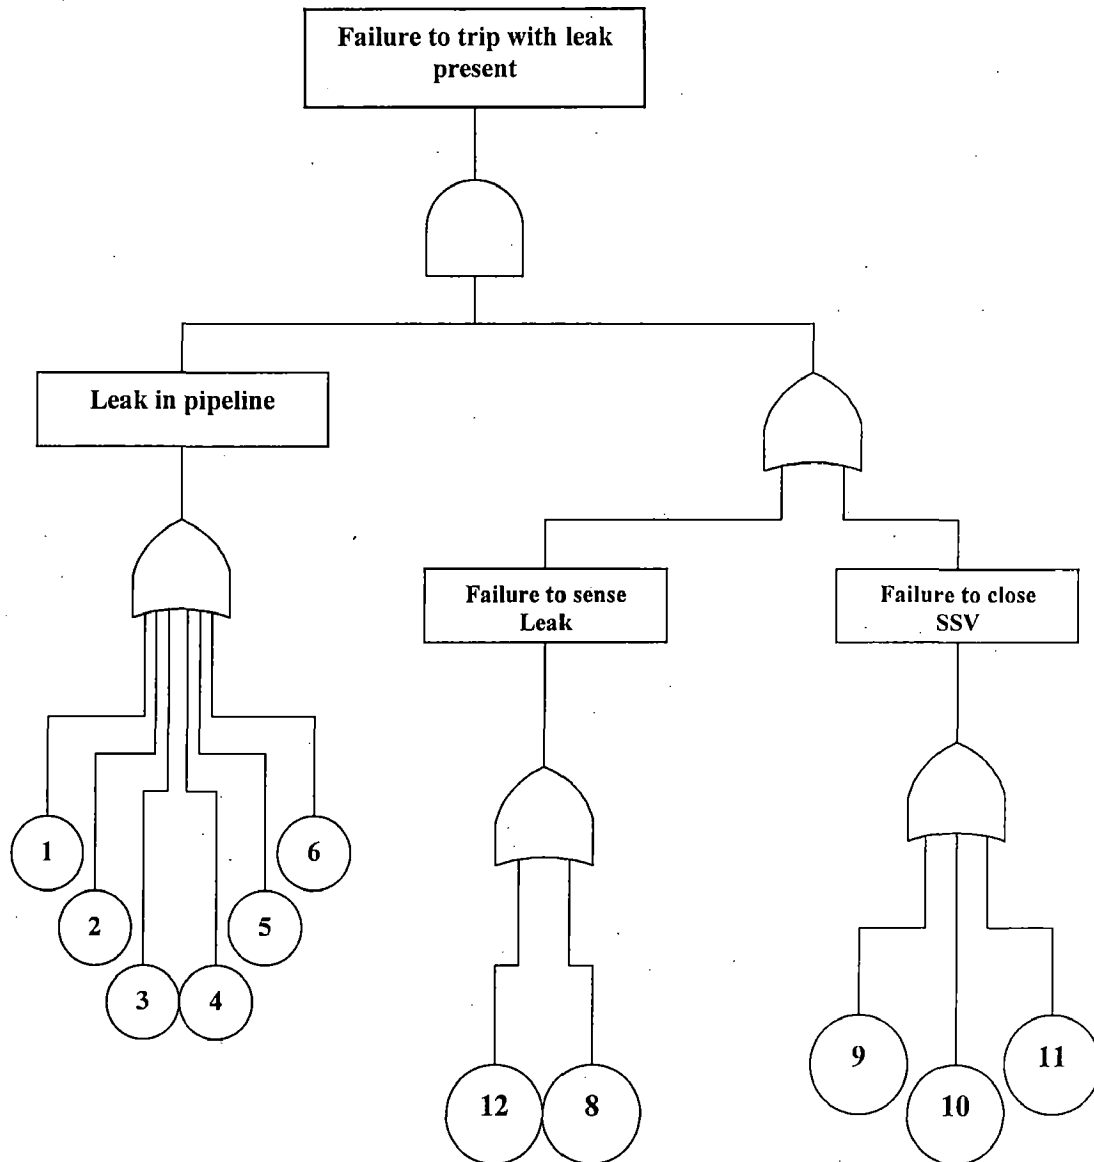 Failure to trip with leak
present
Leak in pipeline
Failure to sense
Leak
Failure to close
SSV
1
6
2
5
3
4
12
8
9
11
10